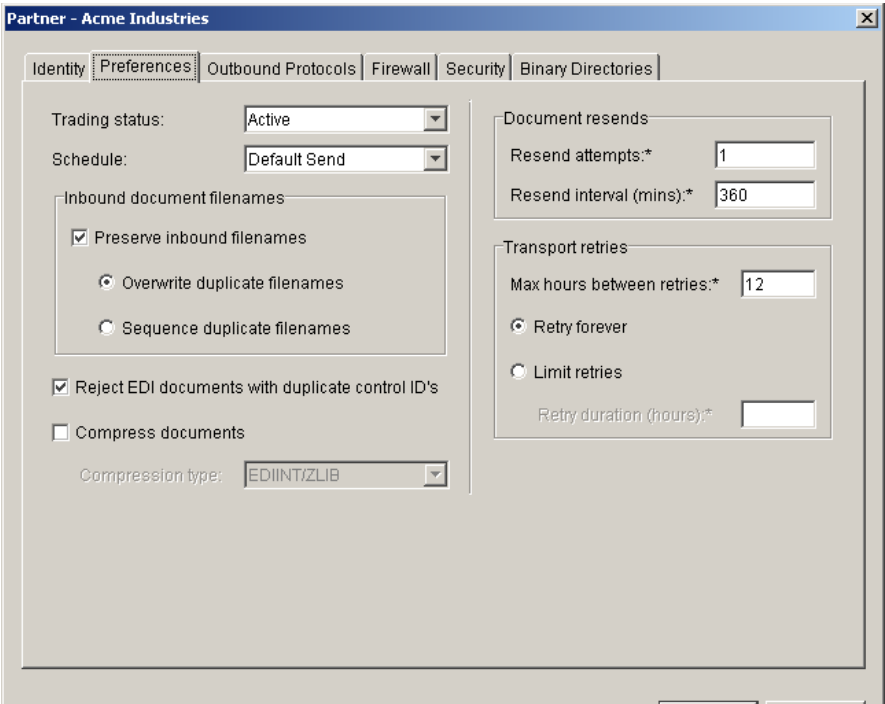 Partner - Acme Industries
Identity Preferences Outbound Protocols Firewall Security Binary Directories
Trading status: Active
Schedule: Default Send
Inbound document filenames
Preserve inbound filenames
Overwrite duplicate filenames
Sequence duplicate filenames
Reject EDI documents with duplicate control ID's
Compress documents
Compression type: EDIINT/ZLIB
Document resends
Resend attempts:* 1
Resend interval (mins):* 360
Transport retries
Max hours between retries:* 12
Retry forever
Limit retries
Retry duration (hours):*